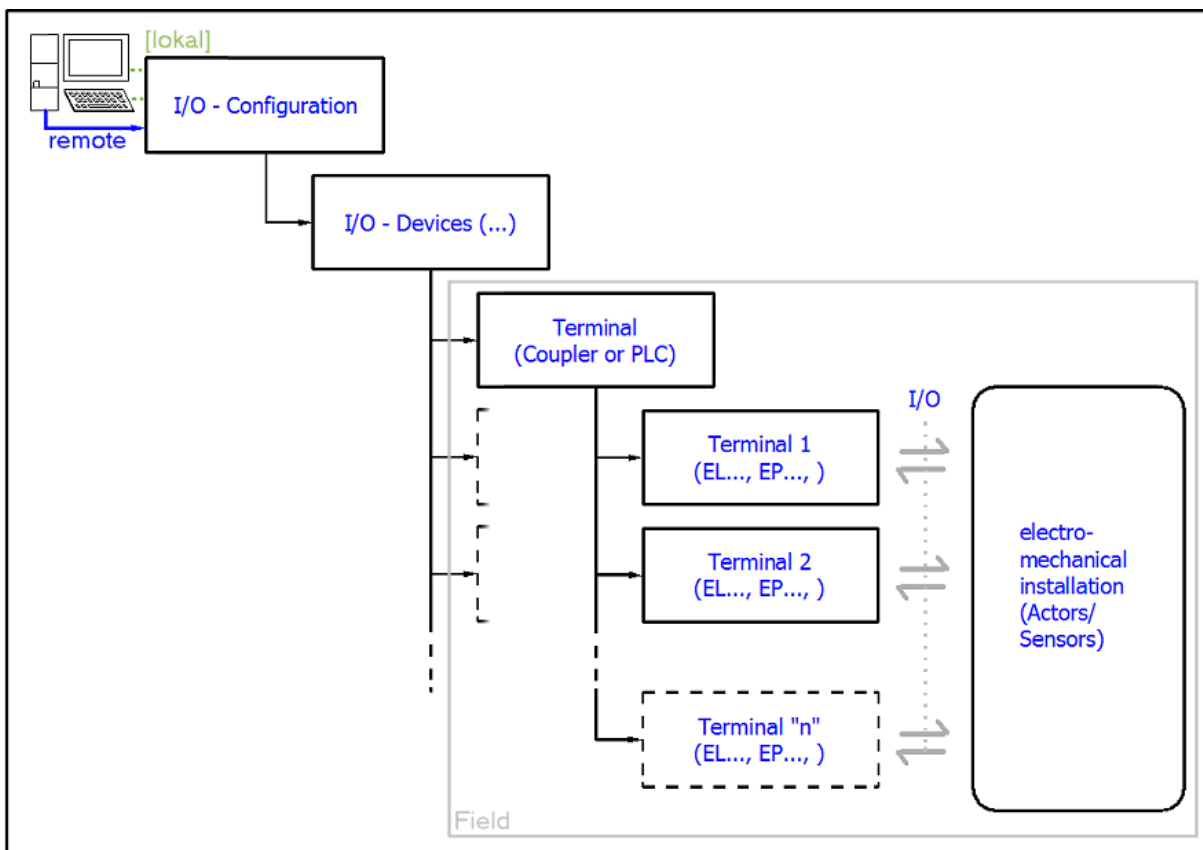 [lokal]
I/O - Configuration
remote
I/O - Devices (...)
Terminal
(Coupler or PLC)
I/O
Terminal 1
(EL..., EP..., )
Terminal 2
(EL..., EP..., )
electro-
mechanical
installation
(Actors/
Sensors)
Terminal "n"
(EL..., EP..., )
Field